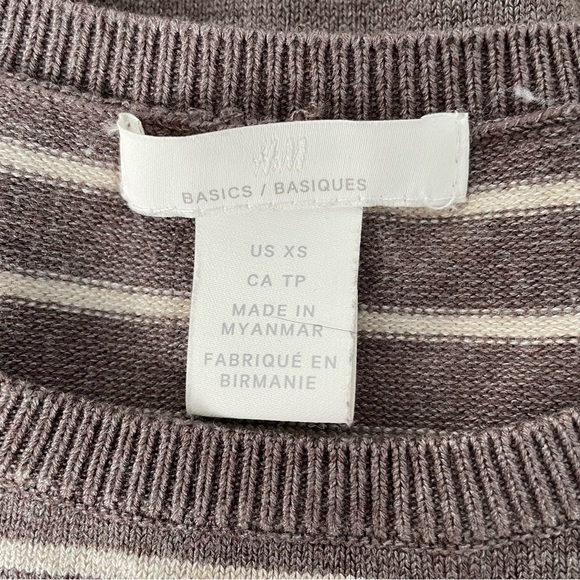 H&M
BASICS / BASIQUES
US XS
CA TP
MADE IN
MYANMAR
FABRIQUÉ EN
BIRMANIE